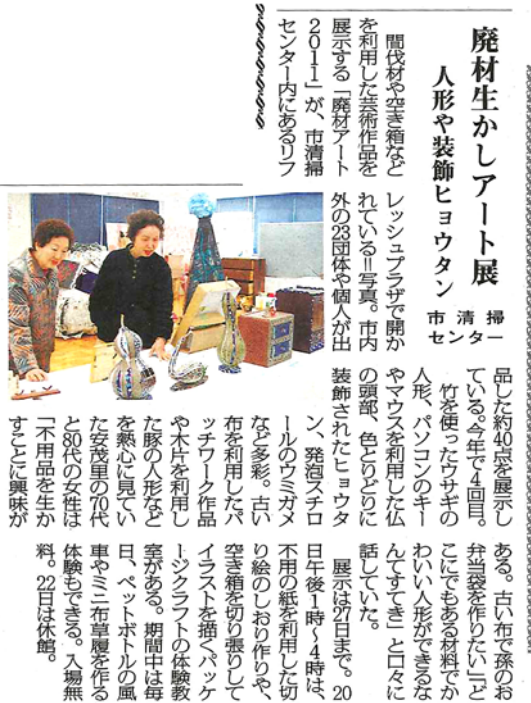 廃材生かしアート展
人形や装飾ヒョウタン
市清掃
センター
間伐材や空き箱など
を利用した芸術作品を
展示する「廃材アート
2011」が、市清掃
センター内にあるリフ
レッシュプラザで開か
れている=写真。市内
外の23団体や個人が出
品した約40点を展示し
ている。今年で4回目。
竹を使ったウサギの
人形、パソコンのキー
やマウスを利用した仏
の頭部、色とりどりに
装飾されたヒョウタ
ン、発泡スチロ
ールのウミガメ
など多彩。古い
布を利用したパ
ッチワーク作品
や木片を利用し
た豚の人形など
を熱心に見てい
た安茂里の70代
と80代の女性は
「不用品を生か
すことに興味が
ある。古い布で孫のお
弁当袋を作りたい」「ど
こにでもある材料でか
わいい人形ができるな
んてすてき」と口々に
話していた。
展示は27日まで。20
日午後1時〜4時は、
不用の紙を利用した切
り絵のしおり作りや、
空き箱を切り張りして
イラストを描くパッケ
ージクラフトの体験教
室がある。期間中は毎
日、ペットボトルの風
車やミニ布草履を作る
体験もできる。入場無
料。22日は休館。